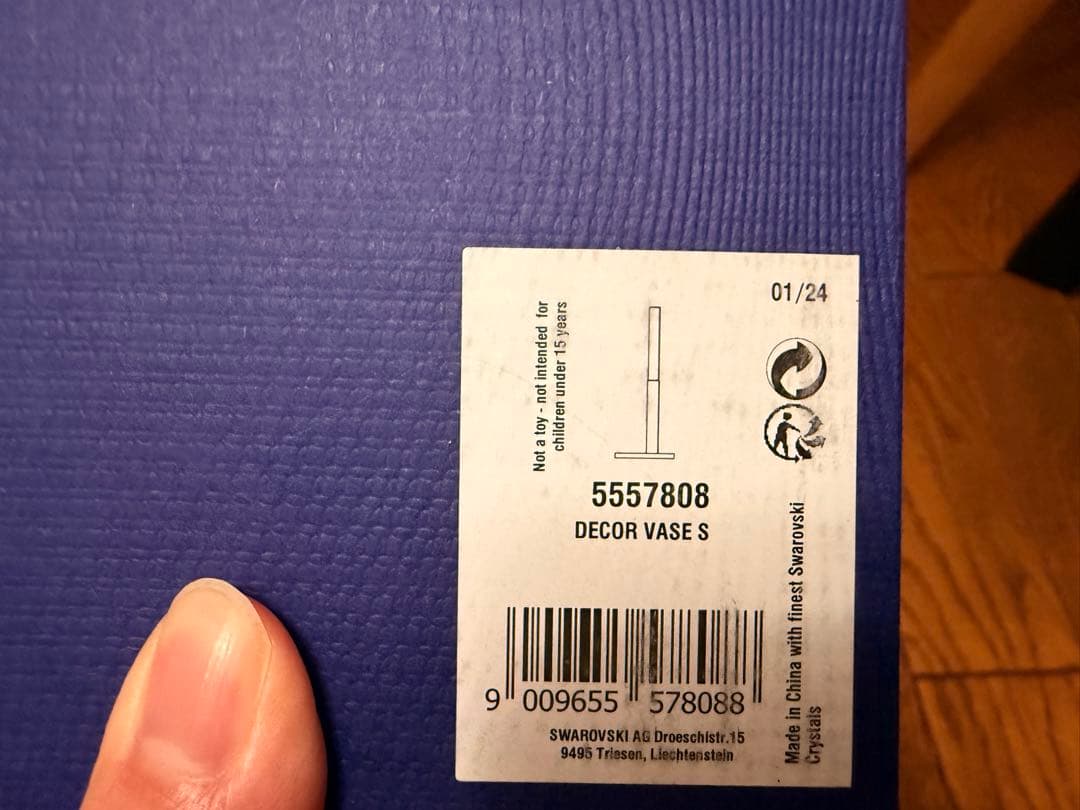 01/24
Not a toy - not intended for
children under 15 years
5557808
DECOR VASE S
Made in China with finest Swarovski
Crystals
9 009655 578088
SWAROVSKI AG Droeschistr.15
9495 Triesen, Liechtenstein